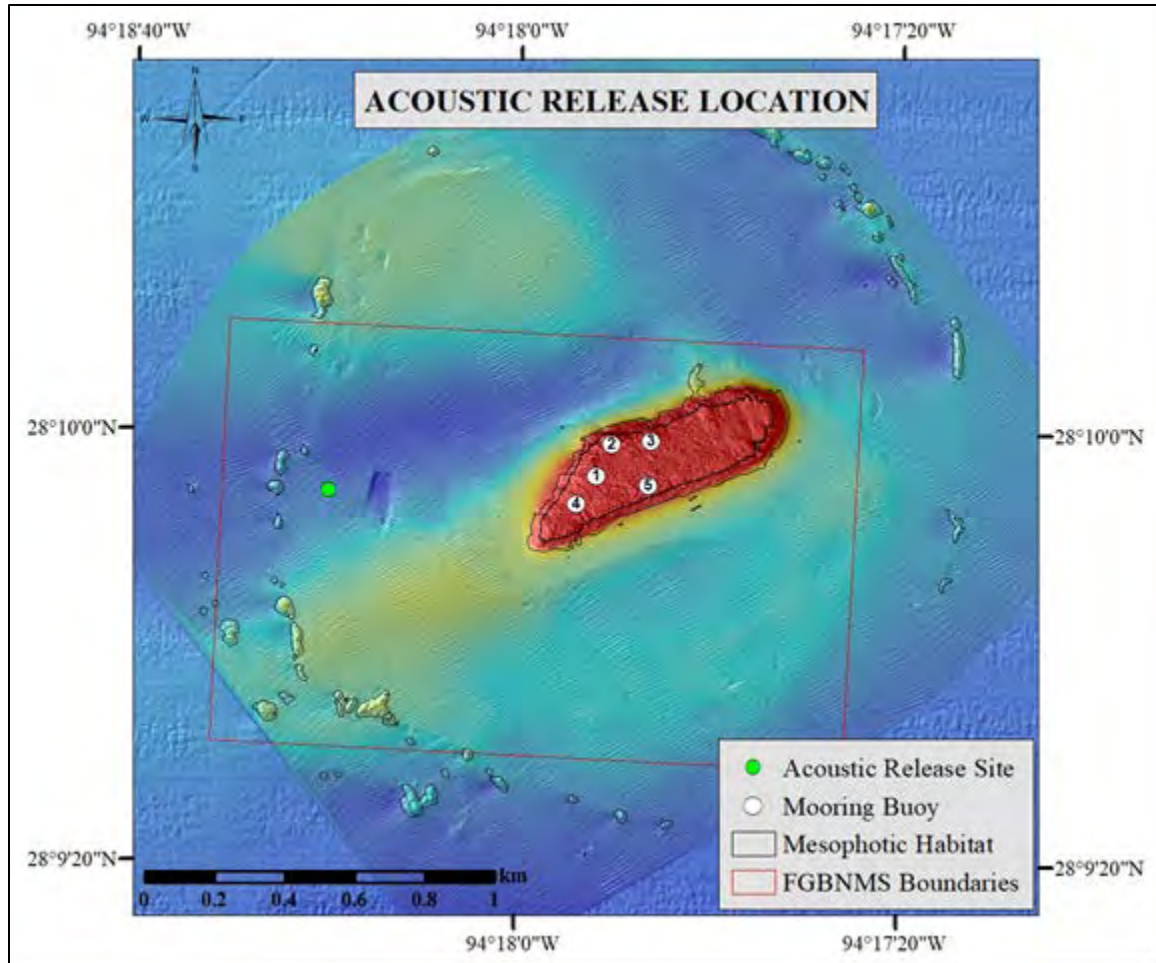 94°18'40"W
94°18'0"W
94°17'20"W
N
W
E
S
ACOUSTIC RELEASE LOCATION
28°10'0"N
28°10'0"N
2
3
1
5
4
Acoustic Release Site
Mooring Buoy
Mesophotic Habitat
FGBNMS Boundaries
28°9'20"N
28°9'20"N
km
0 0.2 0.4 0.6 0.8 1
94°18'0"W
94°17'20"W